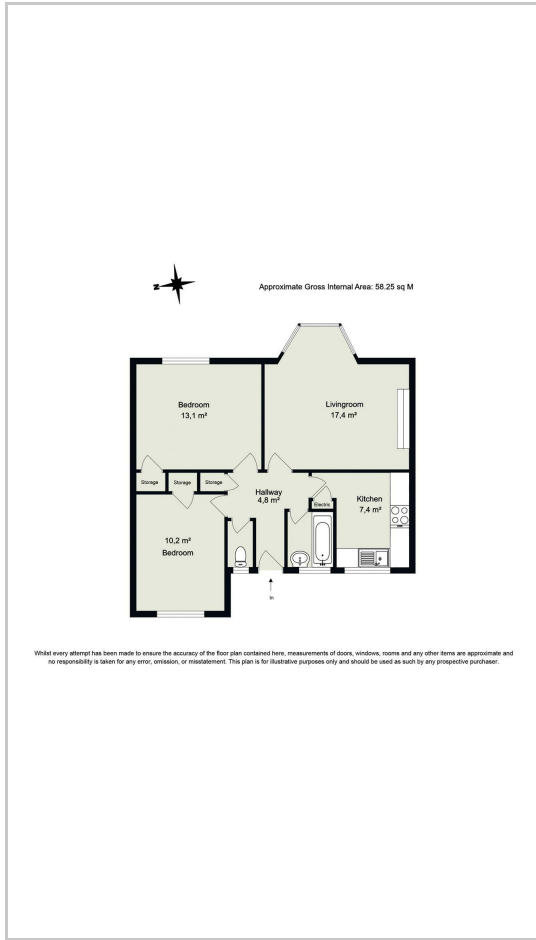 N
Approximate Gross Internal Area: 58.25 sq M
Bedroom
13,1 m²
Livingroom
17,4 m²
Storage
Storage
Storage
Hallway
4,8 m²
Electric
Kitchen
7,4 m²
10,2 m²
Bedroom
In
Whilst every attempt has been made to ensure the accuracy of the floor plan contained here, measurements of doors, windows, rooms and any other items are approximate and
no responsibility is taken for any error, omission, or misstatement. This plan is for illustrative purposes only and should be used as such by any prospective purchaser.